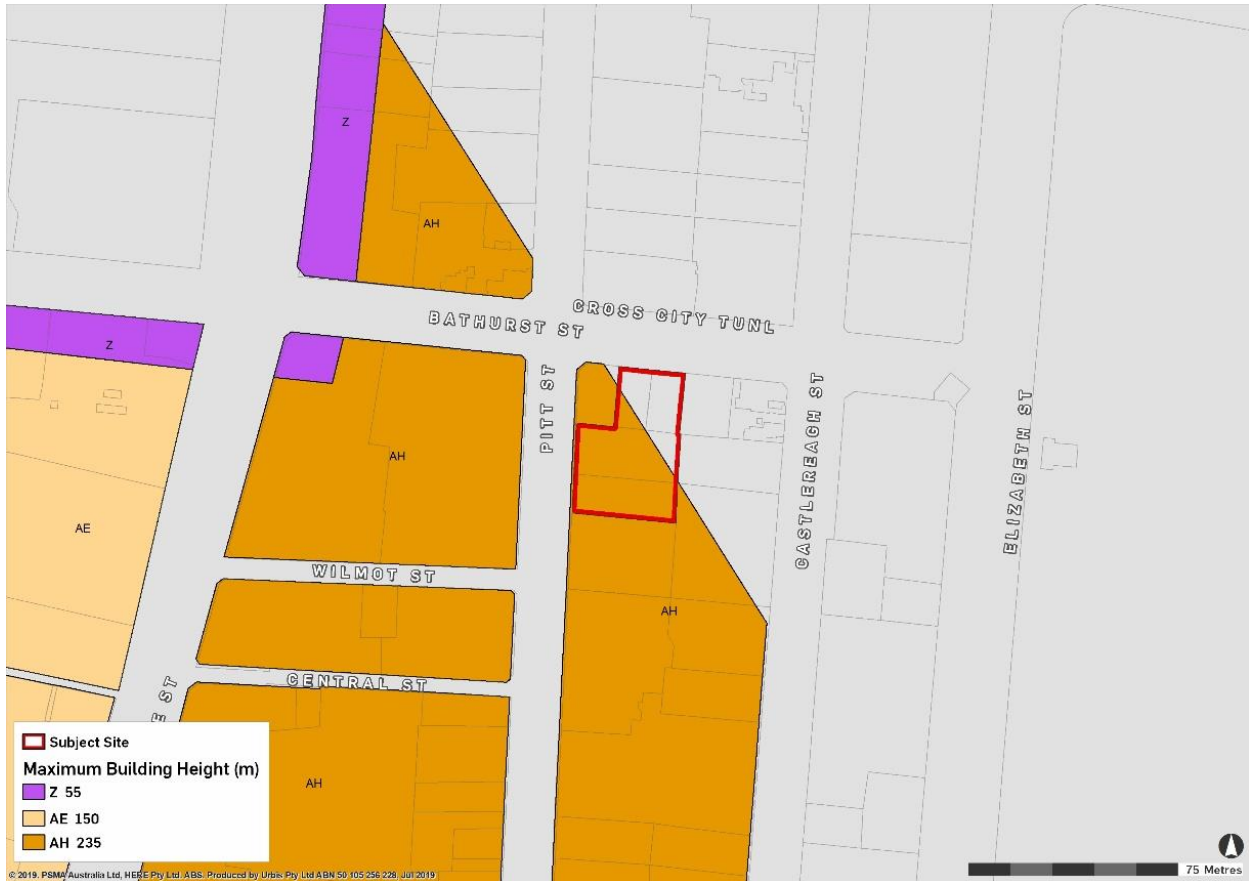 Z
AH
CROSS CITY TUNL
BATHURST ST
Z
PITT ST
CASTLEREAGH ST
ELIZABETH ST
AH
AE
WILMOT ST
AH
CENTRAL ST
E ST
AH
Subject Site
Maximum Building Height (m)
Z 55
AE 150
AH 235
75 Metres
© 2019. PSMA Australia Ltd, HERE Pty Ltd. ABS. Produced by Urbis Pty Ltd ABN 50 105 256 228, Jul 2019